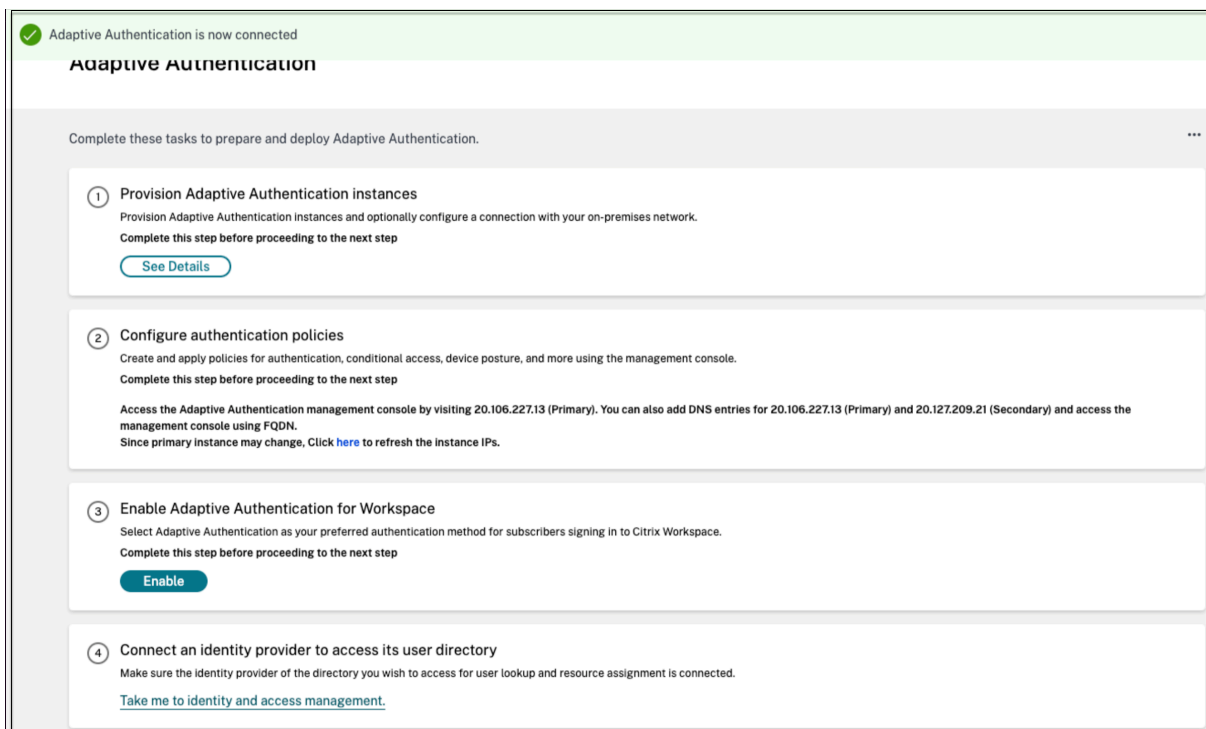 Adaptive Authentication is now connected
Adaptive Authentication
Complete these tasks to prepare and deploy Adaptive Authentication.
...
1 Provision Adaptive Authentication instances
Provision Adaptive Authentication instances and optionally configure a connection with your on-premises network.
Complete this step before proceeding to the next step
See Details
2 Configure authentication policies
Create and apply policies for authentication, conditional access, device posture, and more using the management console.
Complete this step before proceeding to the next step
Access the Adaptive Authentication management console by visiting 20.106.227.13 (Primary). You can also add DNS entries for 20.106.227.13 (Primary) and 20.127.209.21 (Secondary) and access the
management console using FQDN.
Since primary instance may change, Click here to refresh the instance IPs.
3 Enable Adaptive Authentication for Workspace
Select Adaptive Authentication as your preferred authentication method for subscribers signing in to Citrix Workspace.
Complete this step before proceeding to the next step
Enable
4 Connect an identity provider to access its user directory
Make sure the identity provider of the directory you wish to access for user lookup and resource assignment is connected.
Take me to identity and access management.